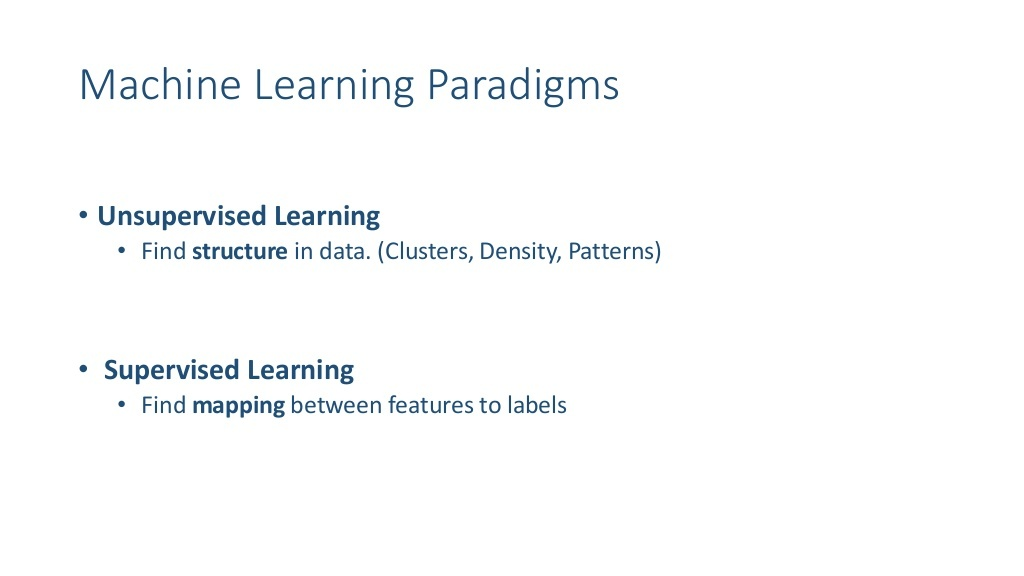 Machine Learning Paradigms
• Unsupervised Learning
• Find structure in data. (Clusters, Density, Patterns)
• Supervised Learning
• Find mapping between features to labels